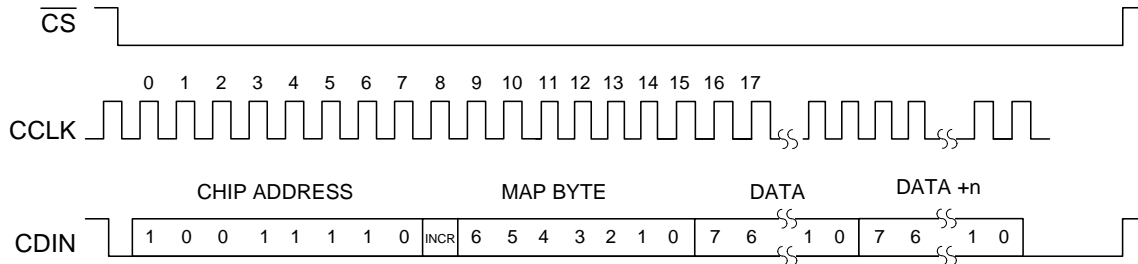 CS
0 1 2 3 4 5 6 7 8 9 10 11 12 13 14 15 16 17
CCLK
CHIP ADDRESS MAP BYTE DATA DATA +n
CDIN 1 0 0 1 1 1 1 0 INCR 6 5 4 3 2 1 0 7 6 1 0 7 6 1 0